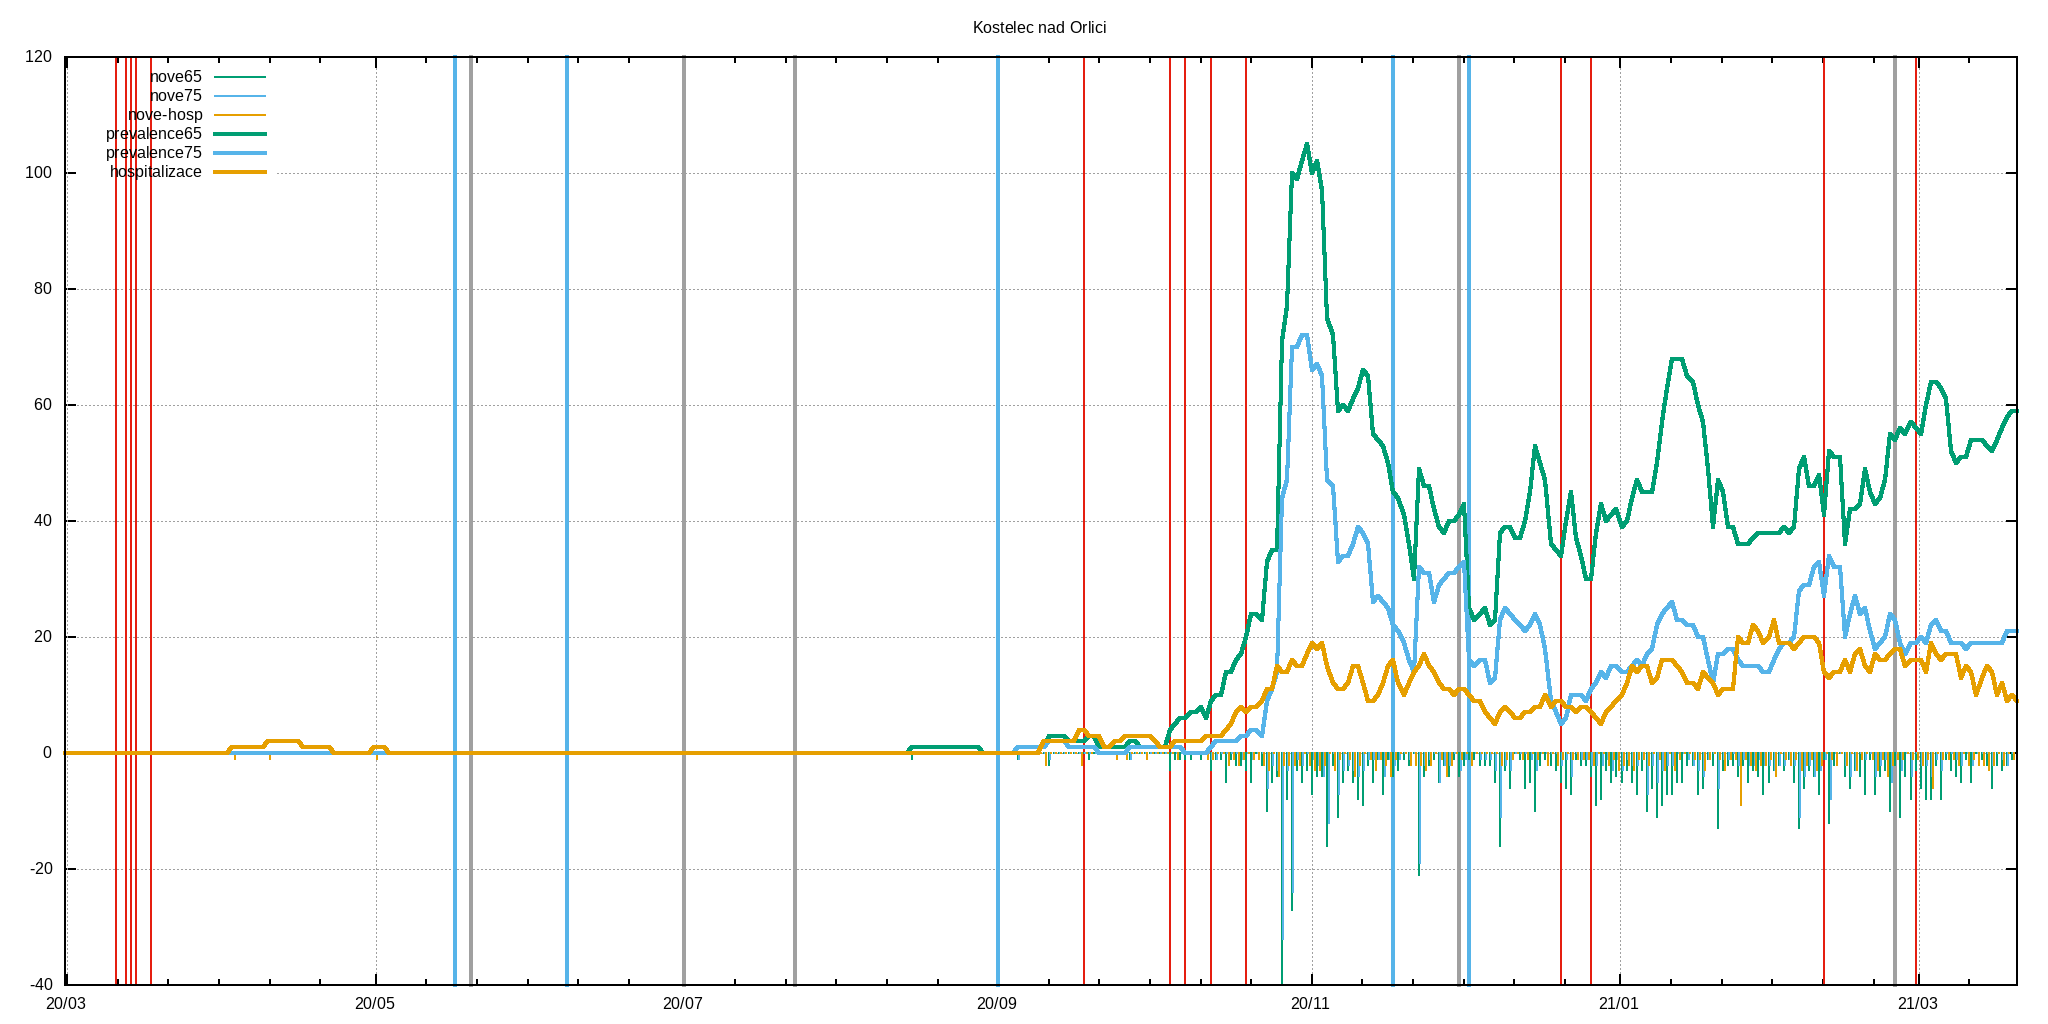 Kostelec nad Orlici
120
100
80
60
40
20
0
-20
-40
nove65
nove75
nove-hosp
prevalence65
prevalence75
hospitalizace
20/03 20/05 20/07 20/09 20/11 21/01 21/03